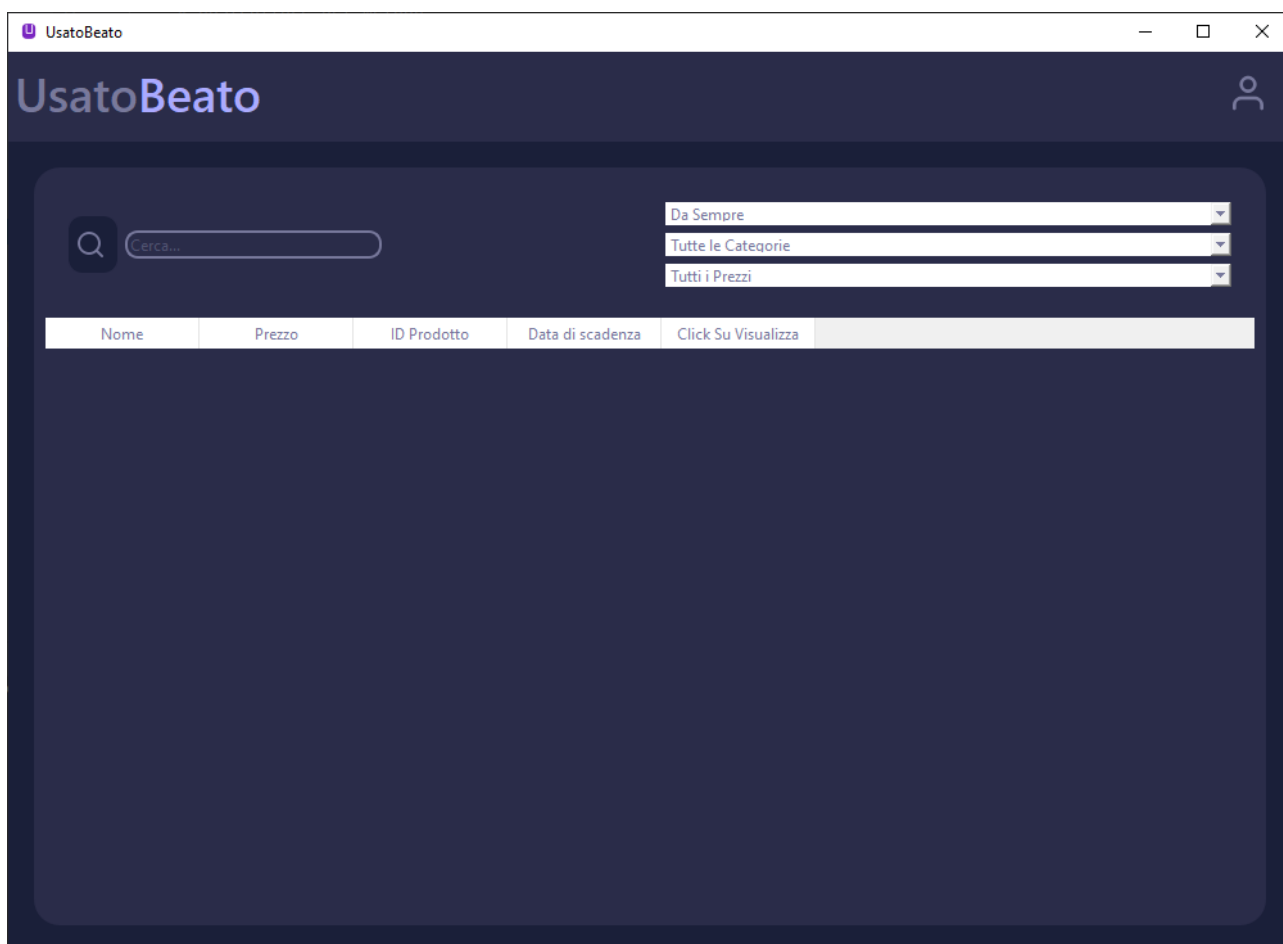 UsatoBeato
UsatoBeato
Cerca...
Da Sempre
Tutte le Categorie
Tutti i Prezzi
Nome Prezzo ID Prodotto Data di scadenza Click Su Visualizza